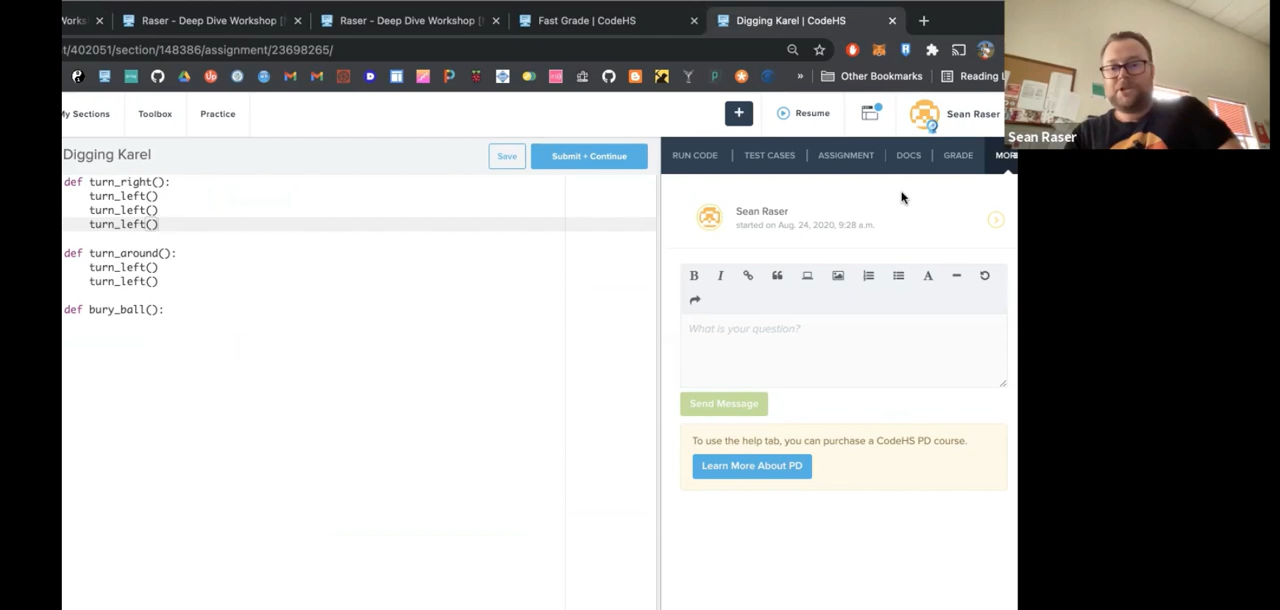 Works
Raser - Deep Dive Workshop [
Raser - Deep Dive Workshop [
Fast Grade | CodeHS
Digging Karel | CodeHS
t/402051/section/148386/assignment/23698265/
Other Bookmarks
Reading L
My Sections
Toolbox
Practice
+
Resume
Sean Raser
Sean Raser
Digging Karel
Save
Submit + Continue
RUN CODE
TEST CASES
ASSIGNMENT
DOCS
GRADE
MORE
def turn_right():
turn_left()
turn_left()
turn_left()
def turn_around():
turn_left()
turn_left()
def bury_ball():
Sean Raser
started on Aug. 24, 2020, 9:28 a.m.
B I A
What is your question?
Send Message
To use the help tab, you can purchase a CodeHS PD course.
Learn More About PD